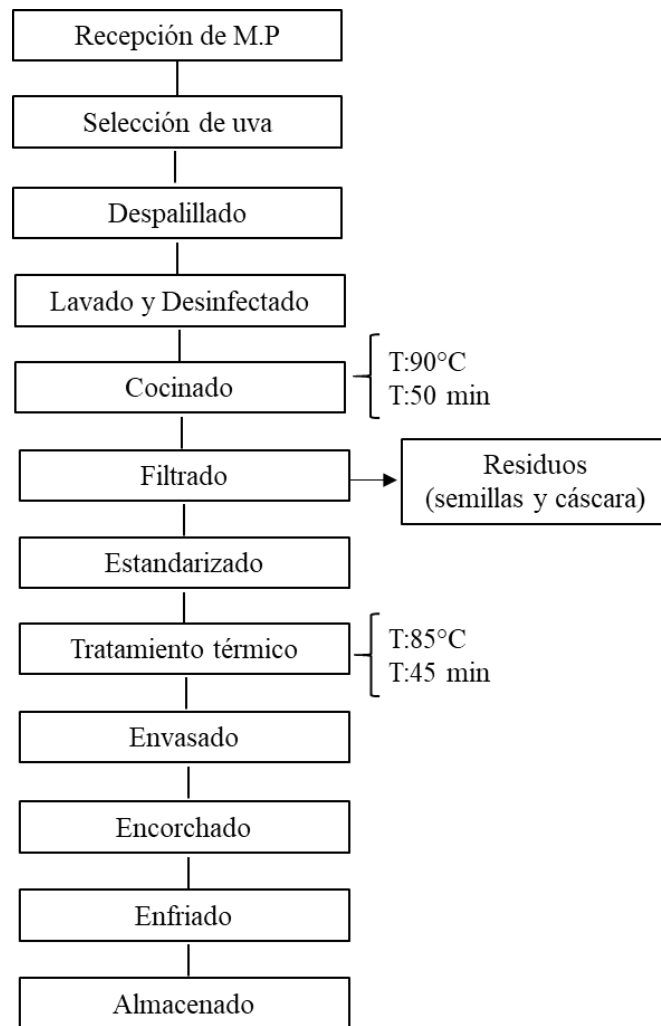 Recepción de M.P
Selección de uva
Despalillado
Lavado y Desinfectado
Cocinado
T:90°C
T:50 min
Filtrado
Residuos
(semillas y cáscara)
Estandarizado
Tratamiento térmico
T:85°C
T:45 min
Envasado
Encorchado
Enfriado
Almacenado